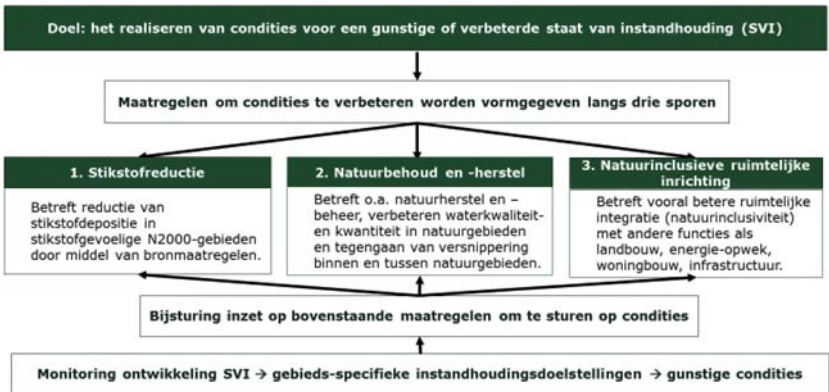 Doel: het realiseren van condities voor een gunstige of verbeterde staat van instandhouding (SVI)
Maatregelen om condities te verbeteren worden vormgegeven langs drie sporen
1. Stikstofreductie
Betreft reductie van
stikstofdepositie in
stikstofgevoelige N2000-gebieden
door middel van bronmaatregelen.
2. Natuurbehoud en -herstel
Betreft o.a. natuurherstel en –
beheer, verbeteren waterkwaliteit-
en kwantiteit in natuurgebieden
en tegengaan van versnippering
binnen en tussen natuurgebieden.
3. Natuurinclusieve ruimtelijke
inrichting
Betreft vooral betere ruimtelijke
integratie (natuurinclusiviteit)
met andere functies als
landbouw, energie-opwek,
woningbouw, infrastructuur.
Bijsturing inzet op bovenstaande maatregelen om te sturen op condities
Monitoring ontwikkeling SVI → gebieds-specifieke instandhoudingsdoelstellingen → gunstige condities